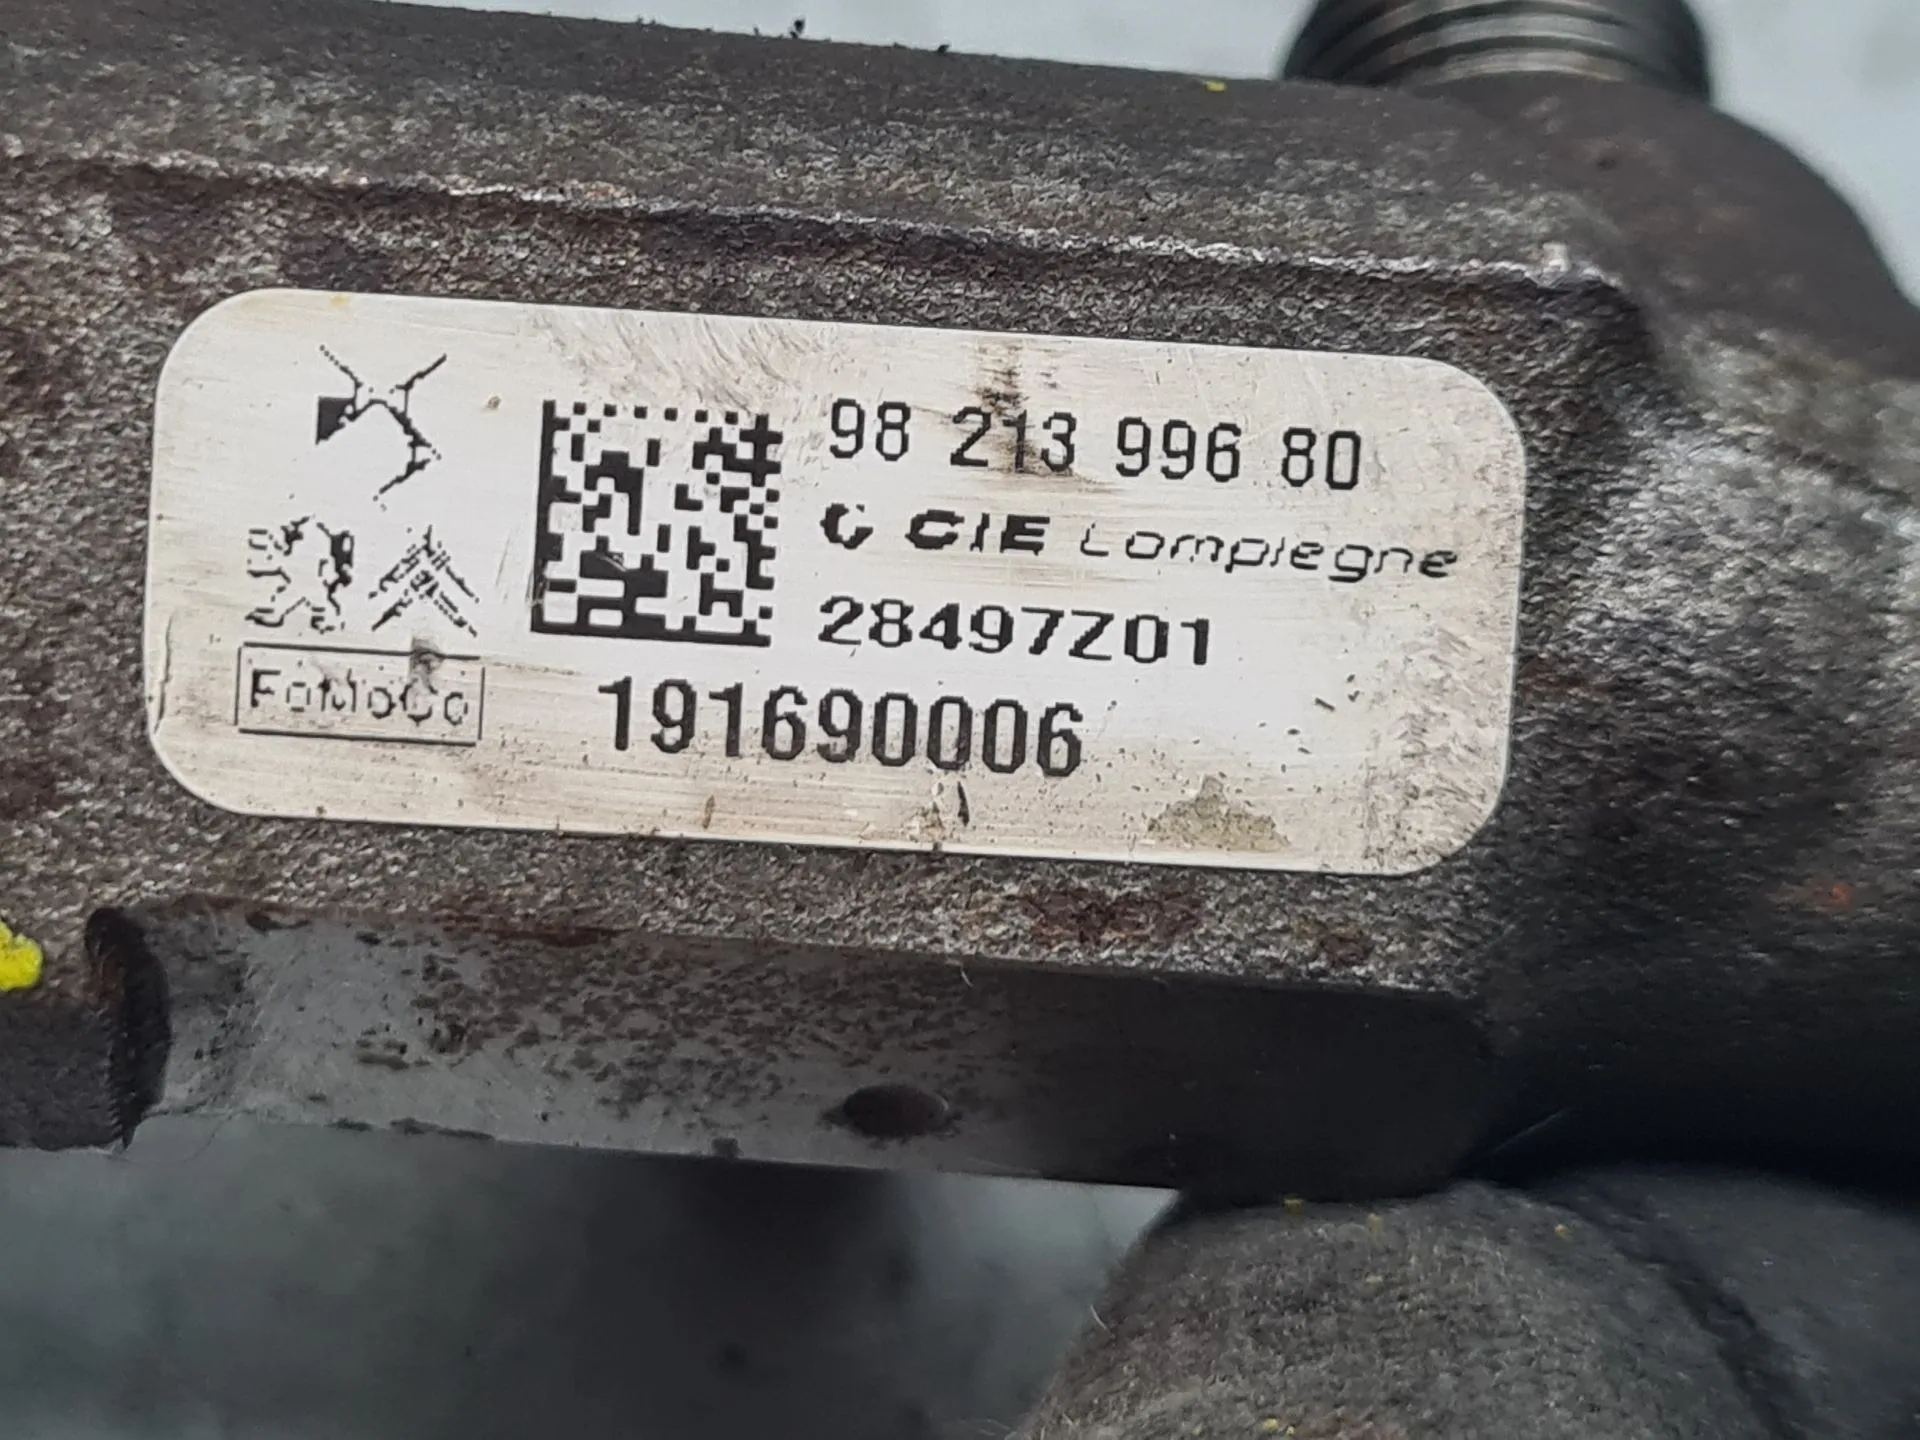 98 213 996 80
CIE Compiegne
28497Z01
FoMoCo
191690006